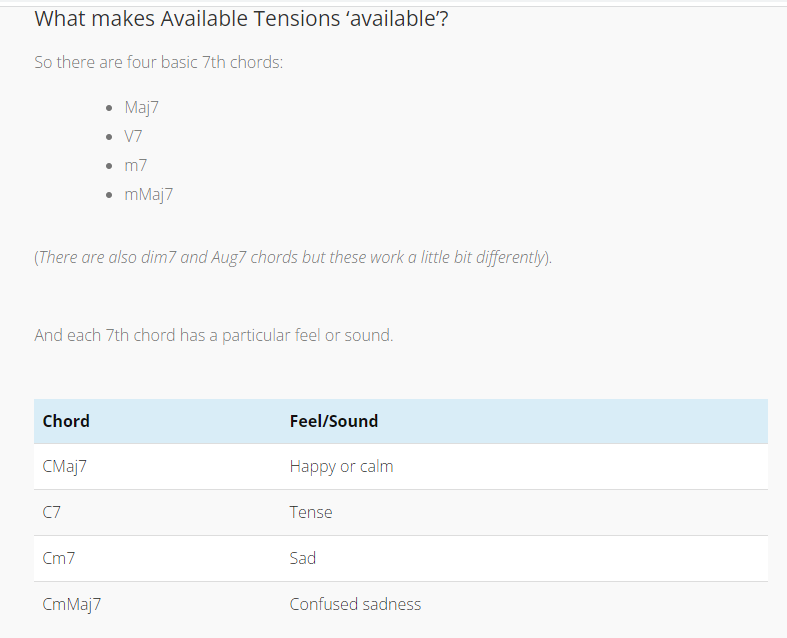 What makes Available Tensions ‘available’?
So there are four basic 7th chords:
Maj7
V7
m7
mMaj7
(There are also dim7 and Aug7 chords but these work a little bit differently).
And each 7th chord has a particular feel or sound.
Chord Feel/Sound
CMaj7 Happy or calm
C7 Tense
Cm7 Sad
CmMaj7 Confused sadness